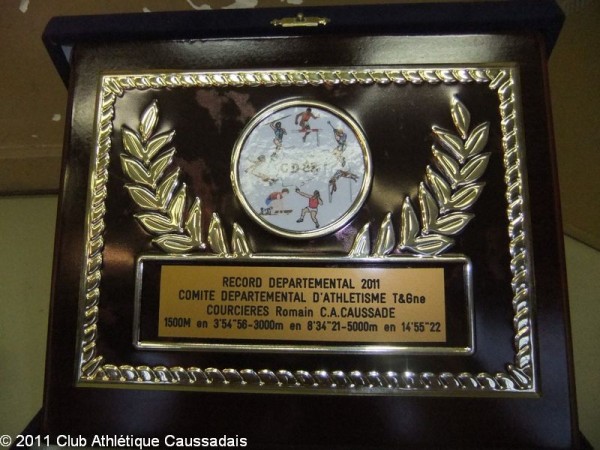 RECORD DEPARTEMENTAL 2011
COMITE DEPARTEMENTAL D'ATHLETISME T&Gne
COURCIERES Romain C.A.CAUSSADE
1500M en 3'54"56-3000m en 8'34"21-5000m en 14'55"22
© 2011 Club Athlétique Caussadais